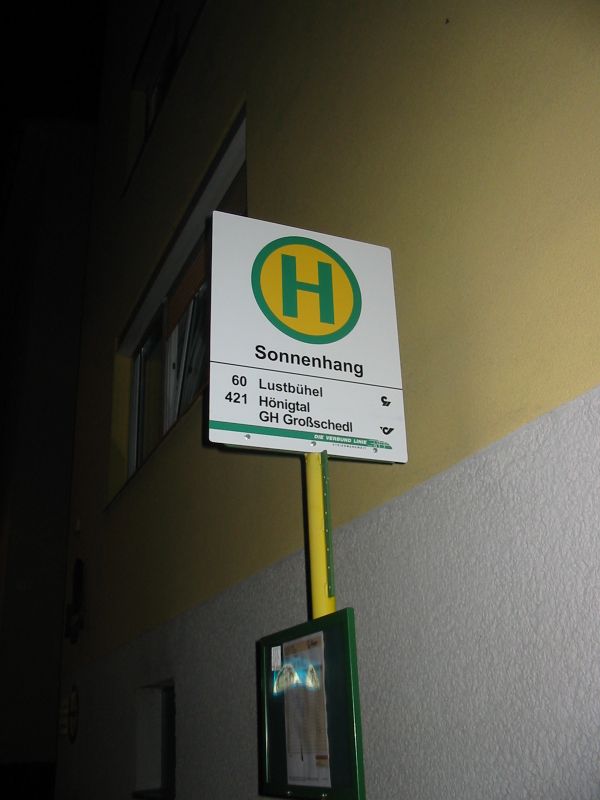 H
Sonnenhang
60 Lustbühel
421 Hönigtal
GH Großschedl
DIE VERBUND LINIE